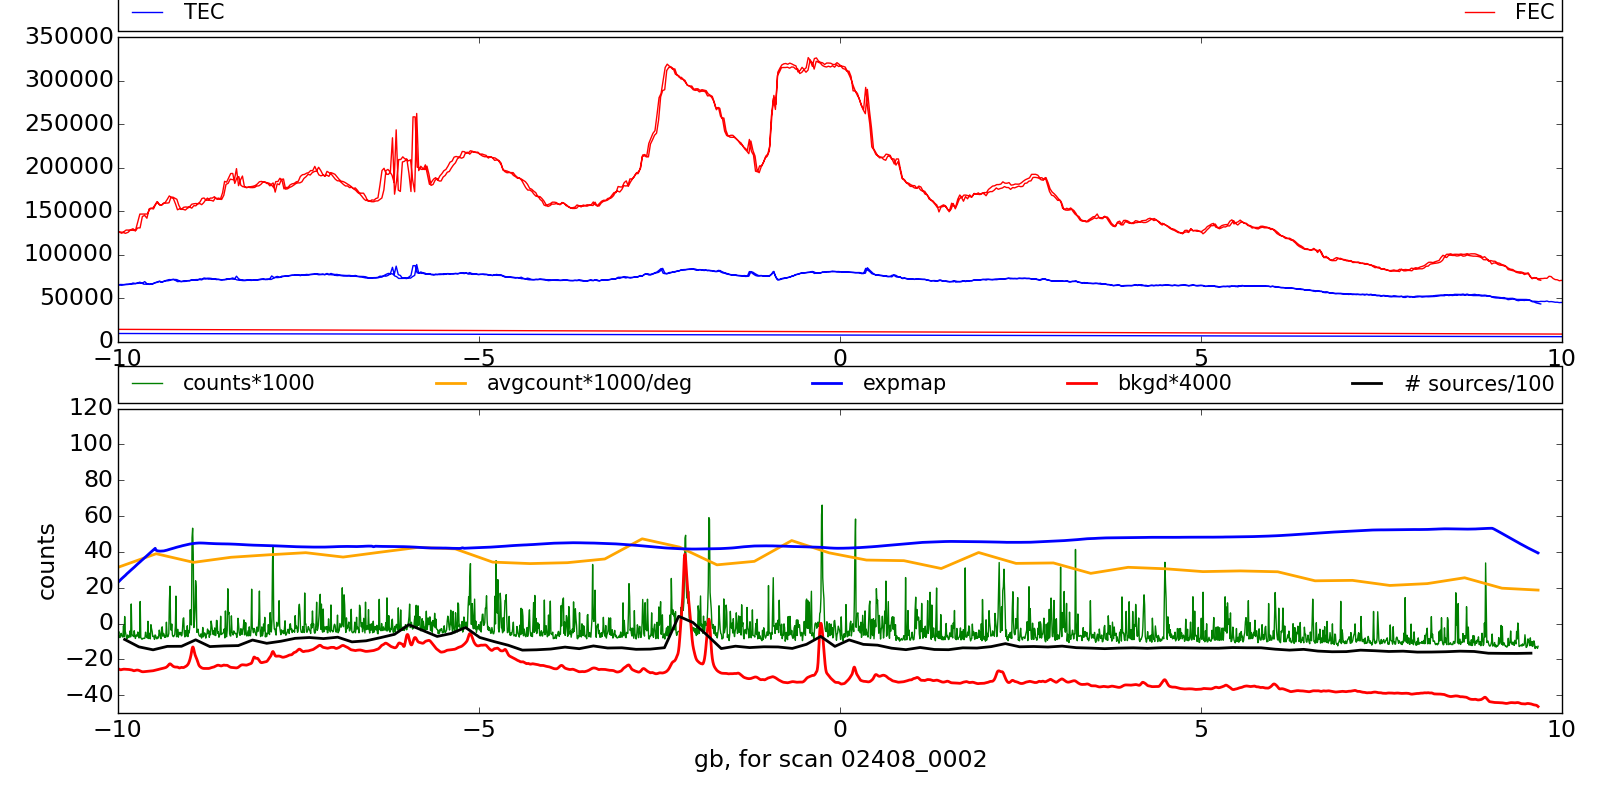 TEC FEC
350000
300000
250000
200000
150000
100000
50000
0
−10 −5 0 5 10
counts*1000 avgcount*1000/deg expmap bkgd*4000 # sources/100
120
100
80
60
40
20
0
−20
−40
counts
−10 −5 0 5 10
gb, for scan 02408_0002